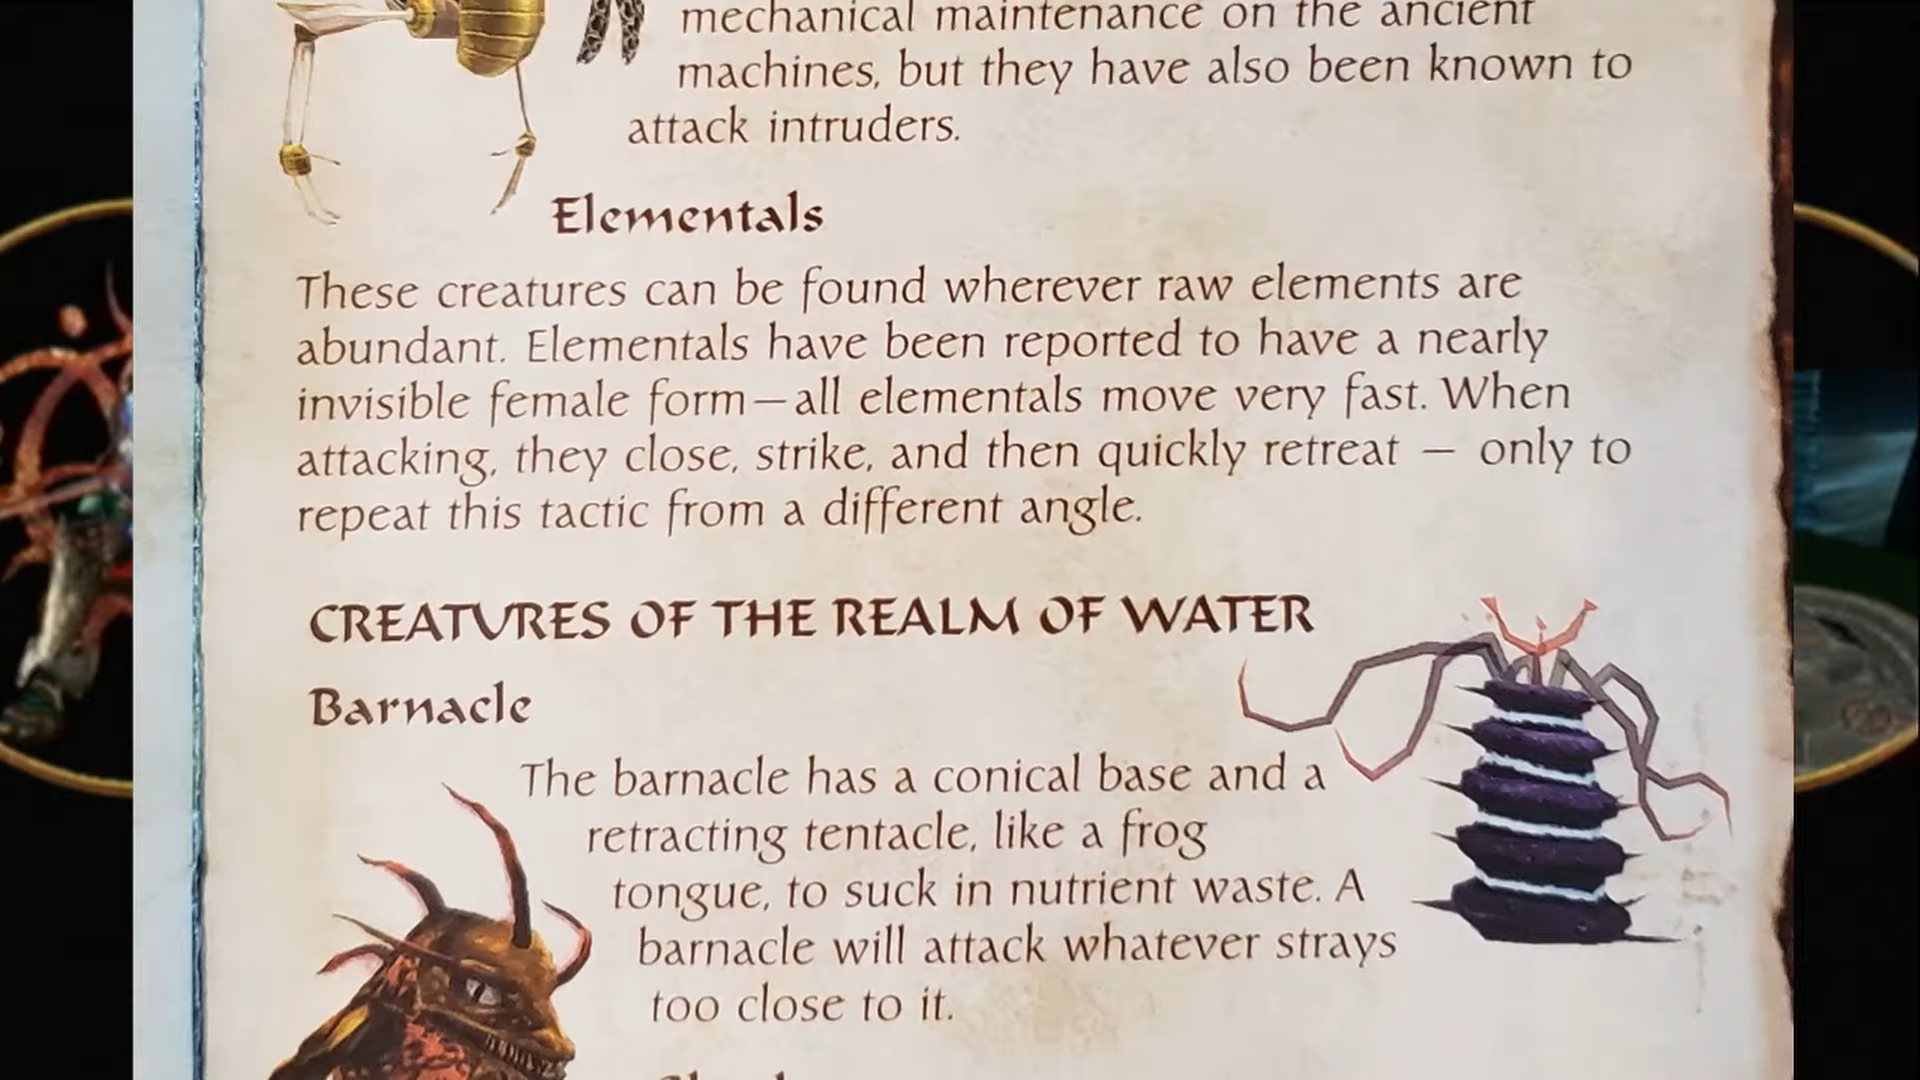 mechanical maintenance on the ancient
machines, but they have also been known to
attack intruders.
Elementals
These creatures can be found wherever raw elements are
abundant. Elementals have been reported to have a nearly
invisible female form—all elementals move very fast. When
attacking, they close, strike, and then quickly retreat — only to
repeat this tactic from a different angle.
CREATURES OF THE REALM OF WATER
Barnacle
The barnacle has a conical base and a
retracting tentacle, like a frog
tongue, to suck in nutrient waste. A
barnacle will attack whatever strays
too close to it.